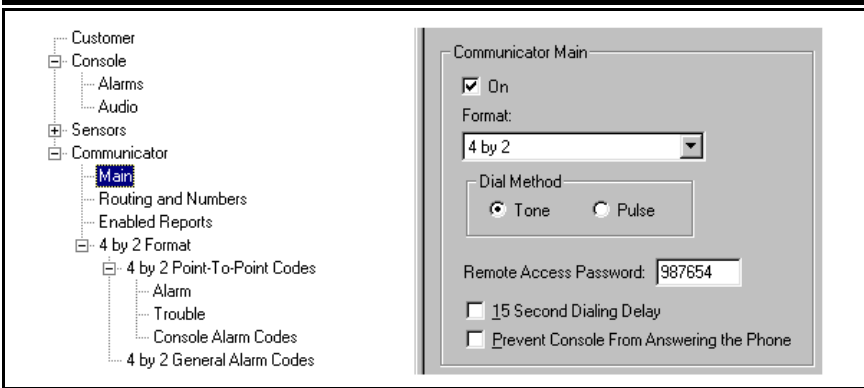 Customer
Console
Alarms
Audio
Sensors
Communicator
Main
Routing and Numbers
Enabled Reports
4 by 2 Format
4 by 2 Point-To-Point Codes
Alarm
Trouble
Console Alarm Codes
4 by 2 General Alarm Codes
Communicator Main
On
Format:
4 by 2
Dial Method
Tone Pulse
Remote Access Password: 987654
15 Second Dialing Delay
Prevent Console From Answering the Phone